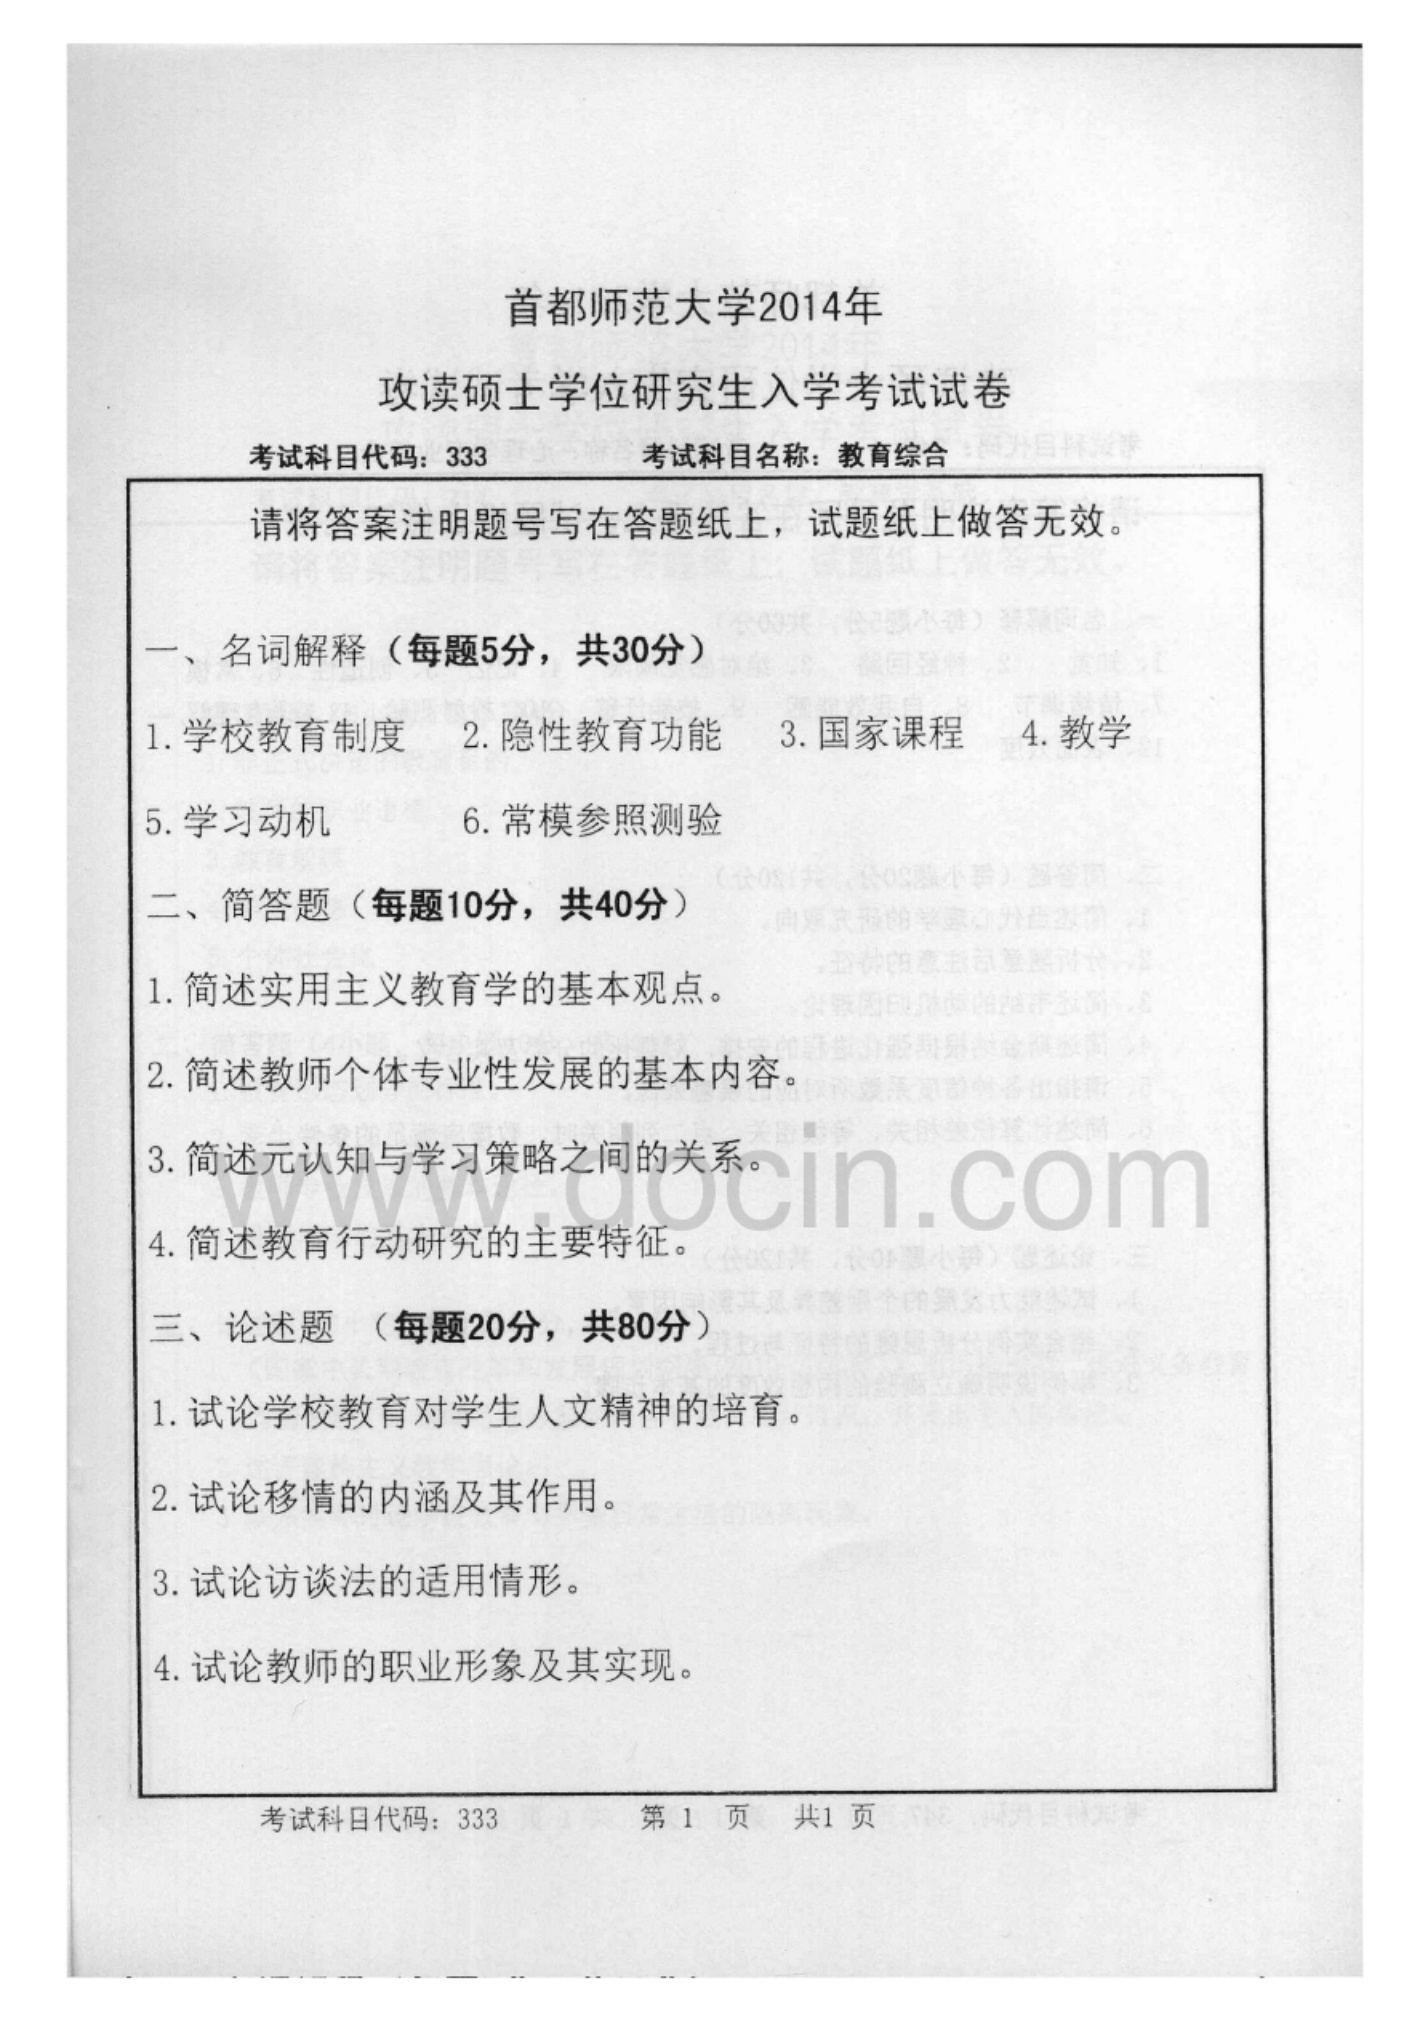 首都师范大学2014年
攻读硕士学位研究生入学考试试卷
考试科目代码：333 考试科目名称：教育综合
请将答案注明题号写在答题纸上，试题纸上做答无效。
一、名词解释（每题5分，共30分）
1.学校教育制度 2.隐性教育功能 3.国家课程 4.教学
5.学习动机 6.常模参照测验
二、简答题（每题10分，共40分）
1.简述实用主义教育学的基本观点。
2.简述教师个体专业性发展的基本内容。
3.简述元认知与学习策略之间的关系。
www.docin.com
4.简述教育行动研究的主要特征。
三、论述题 （每题20分，共80分）
1.试论学校教育对学生人文精神的培育。
2.试论移情的内涵及其作用。
3.试论访谈法的适用情形。
4.试论教师的职业形象及其实现。
考试科目代码：333 第 1 页 共1 页